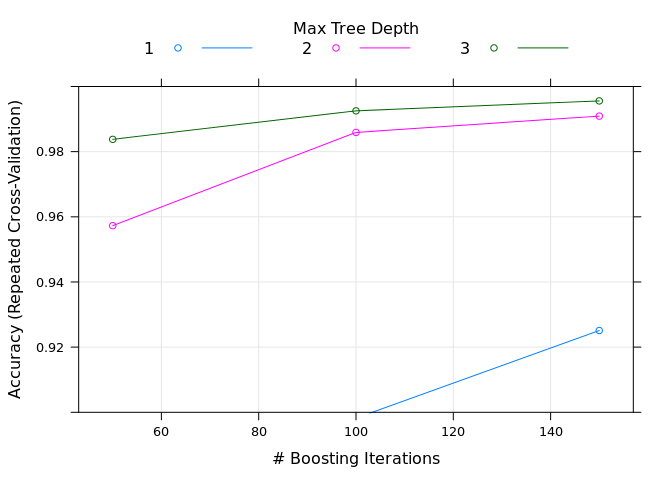 Max Tree Depth
1 2 3
Accuracy (Repeated Cross-Validation)
0.98
0.96
0.94
0.92
60 80 100 120 140
# Boosting Iterations